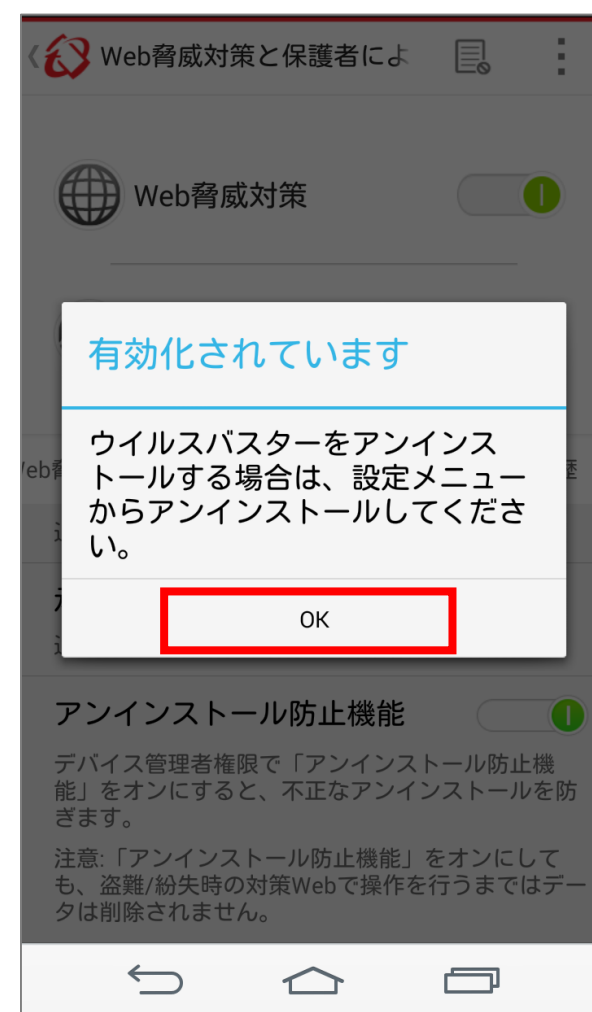 Web脅威対策と保護者によ
Web脅威対策
有効化されています
ウイルスバスターをアンインス
トールする場合は、設定メニュー
からアンインストールしてくださ
い。
OK
アンインストール防止機能
デバイス管理者権限で「アンインストール防止機
能」をオンにすると、不正なアンインストールを防
ぎます。
注意:「アンインストール防止機能」をオンにして
も、盗難/紛失時の対策Webで操作を行うまではデー
タは削除されません。